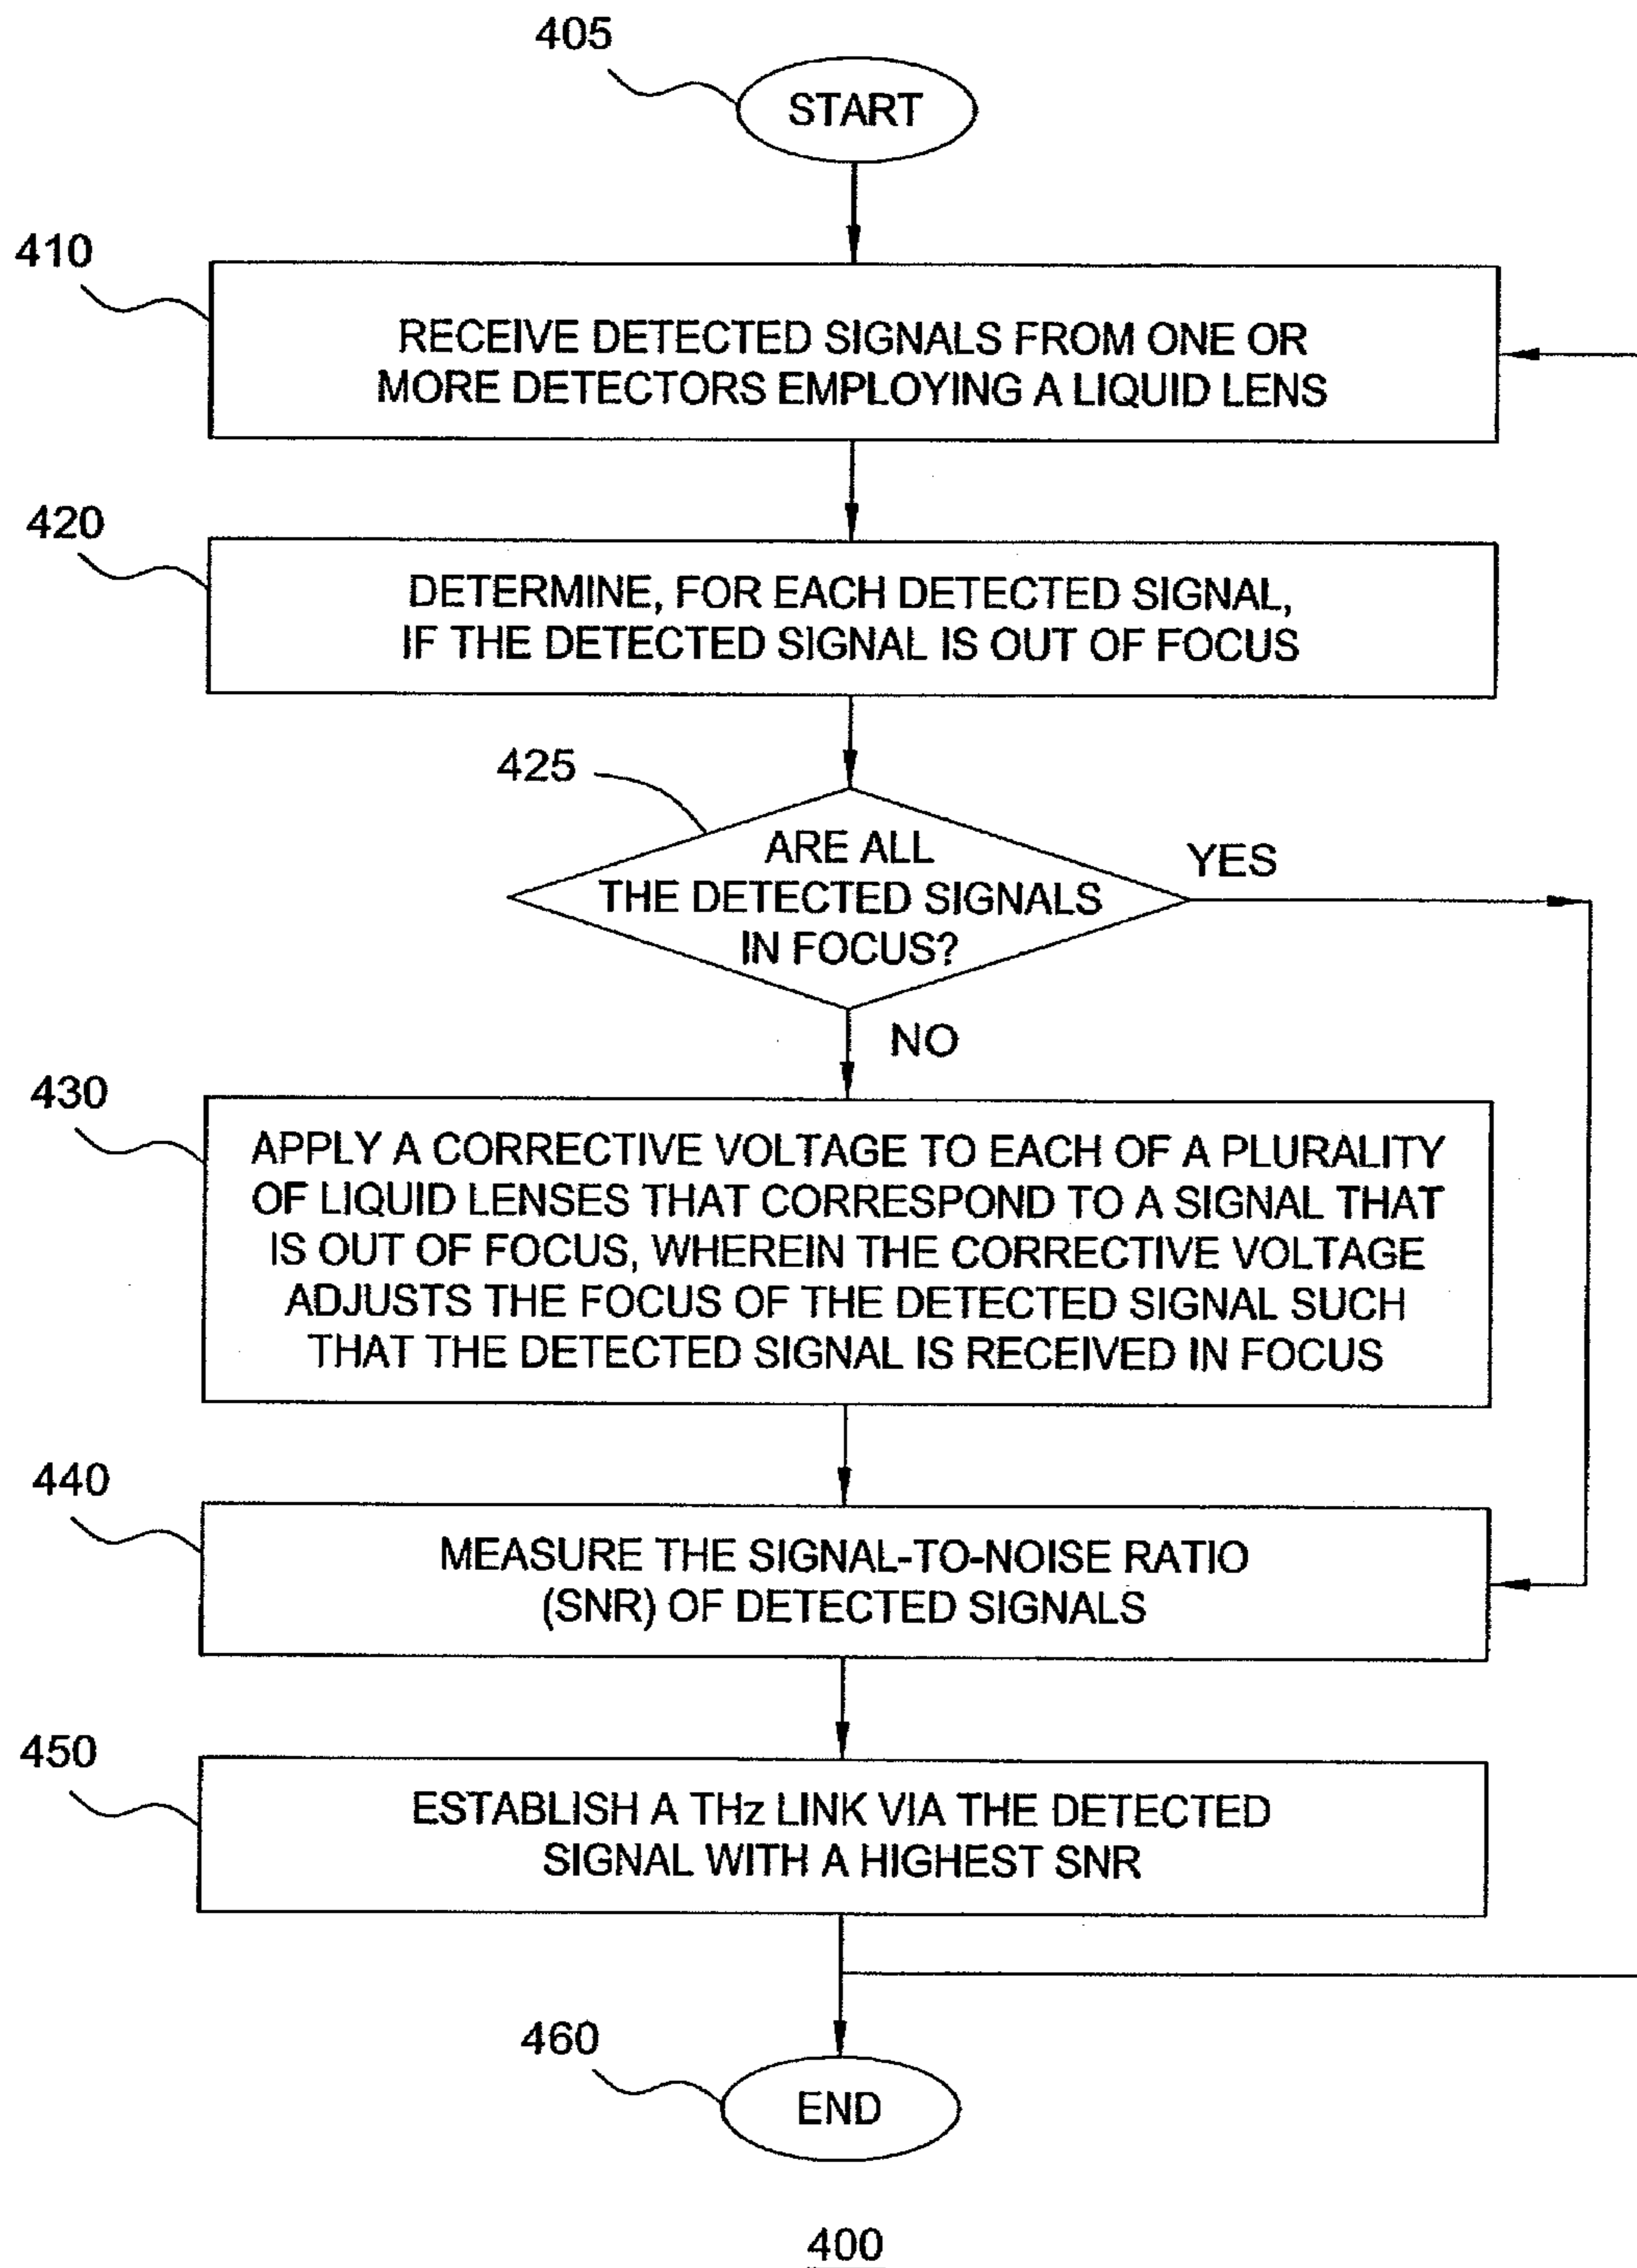 405
START
410
RECEIVE DETECTED SIGNALS FROM ONE OR
MORE DETECTORS EMPLOYING A LIQUID LENS
420
DETERMINE, FOR EACH DETECTED SIGNAL,
IF THE DETECTED SIGNAL IS OUT OF FOCUS
425
ARE ALL
THE DETECTED SIGNALS
IN FOCUS?
YES
NO
430
APPLY A CORRECTIVE VOLTAGE TO EACH OF A PLURALITY
OF LIQUID LENSES THAT CORRESPOND TO A SIGNAL THAT
IS OUT OF FOCUS, WHEREIN THE CORRECTIVE VOLTAGE
ADJUSTS THE FOCUS OF THE DETECTED SIGNAL SUCH
THAT THE DETECTED SIGNAL IS RECEIVED IN FOCUS
440
MEASURE THE SIGNAL-TO-NOISE RATIO
(SNR) OF DETECTED SIGNALS
450
ESTABLISH A THz LINK VIA THE DETECTED
SIGNAL WITH A HIGHEST SNR
460
END
400